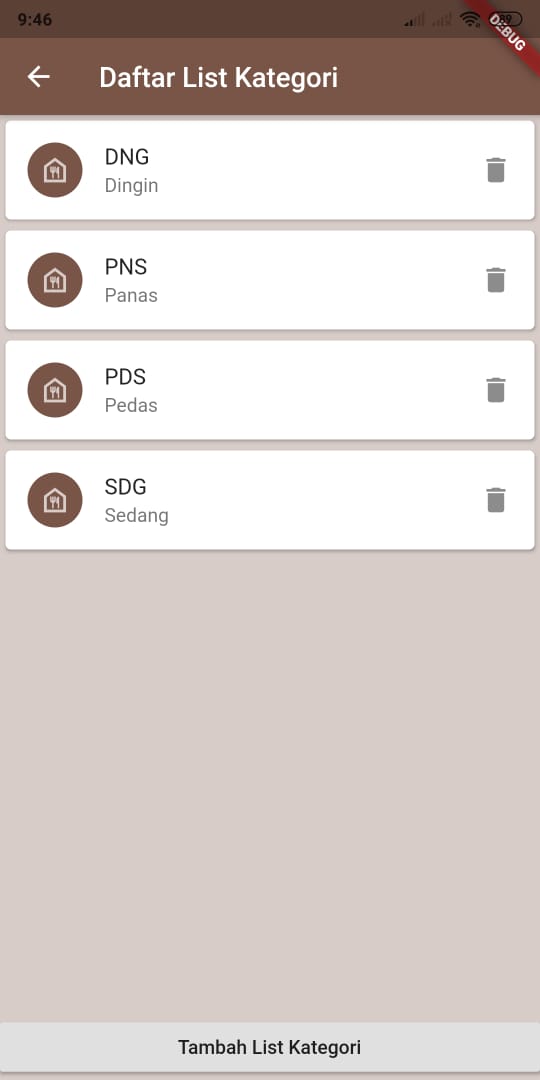 9:46
DEBUG
Daftar List Kategori
DNG
Dingin
PNS
Panas
PDS
Pedas
SDG
Sedang
Tambah List Kategori